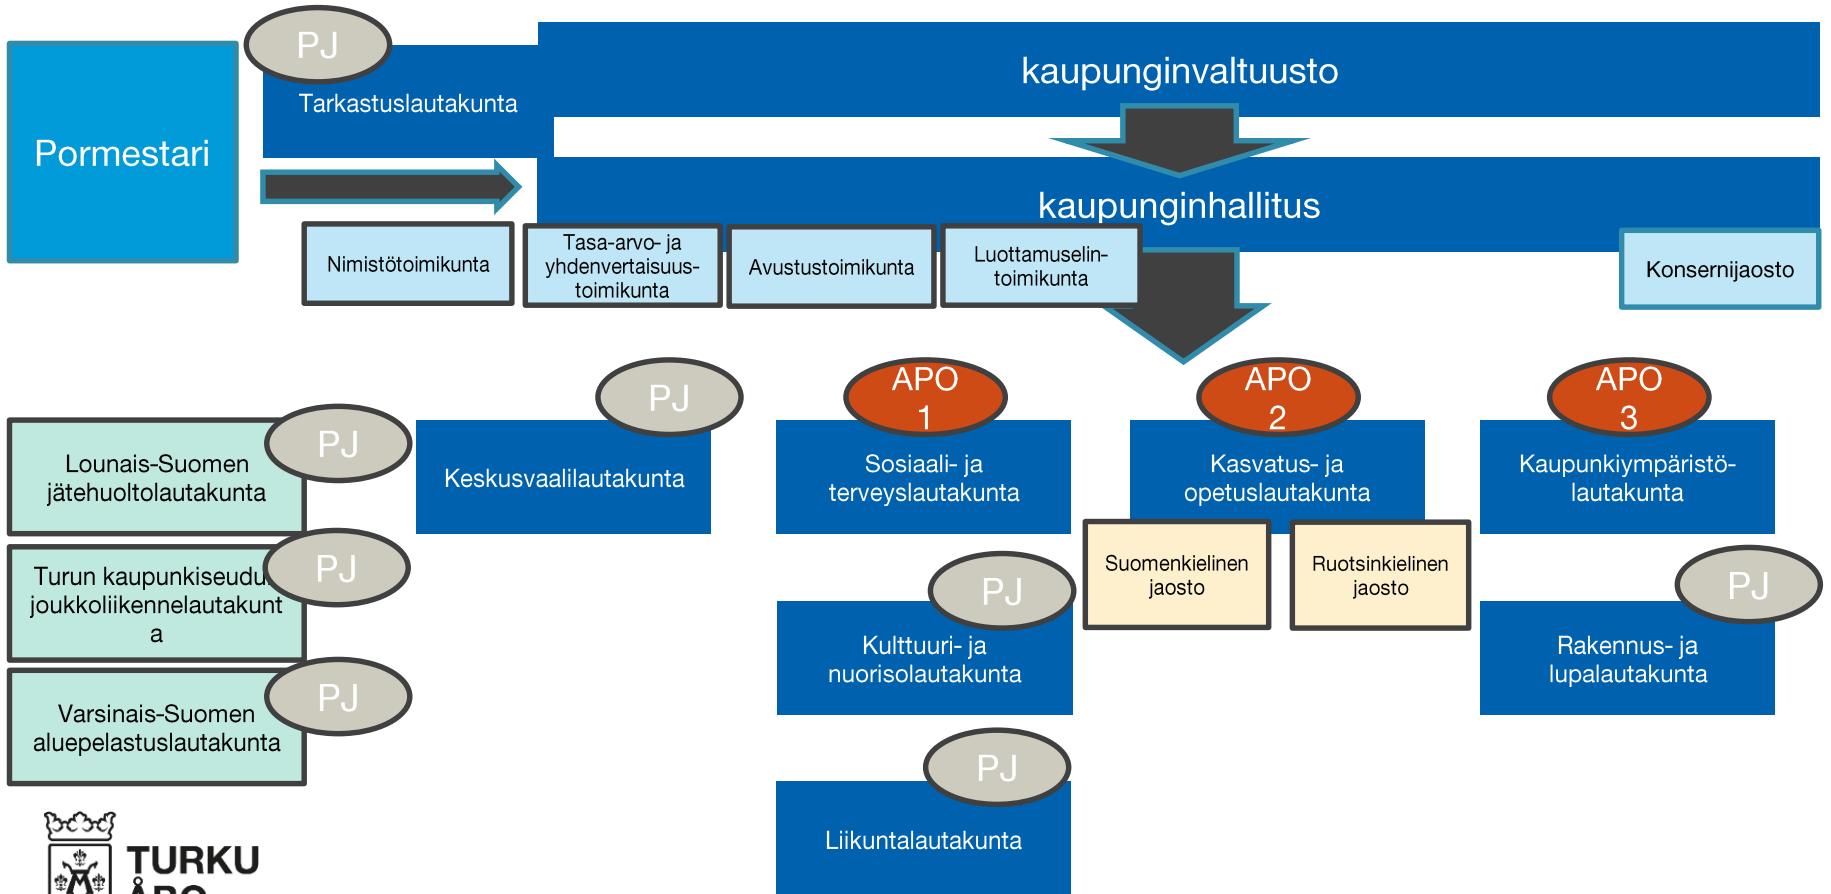 PJ
kaupunginvaltuusto
Tarkastuslautakunta
Pormestari
kaupunginhallitus
Nimistötoimikunta
Tasa-arvo- ja
yhdenvertaisuus-
toimikunta
Avustustoimikunta
Luottamuselin-
toimikunta
Konsernijaosto
PJ
Lounais-Suomen
jätehuoltolautakunta
PJ
Turun kaupunkiseudun
joukkoliikennelautakunt
a
PJ
Varsinais-Suomen
aluepelastuslautakunta
PJ
Keskusvaalilautakunta
APO
1
Sosiaali- ja
terveyslautakunta
PJ
Kulttuuri- ja
nuorisolautakunta
PJ
Liikuntalautakunta
APO
2
Kasvatus- ja
opetuslautakunta
Suomenkielinen
jaosto
Ruotsinkielinen
jaosto
APO
3
Kaupunkiympäristö-
lautakunta
PJ
Rakennus- ja
lupalautakunta
TURKU
ÅBO